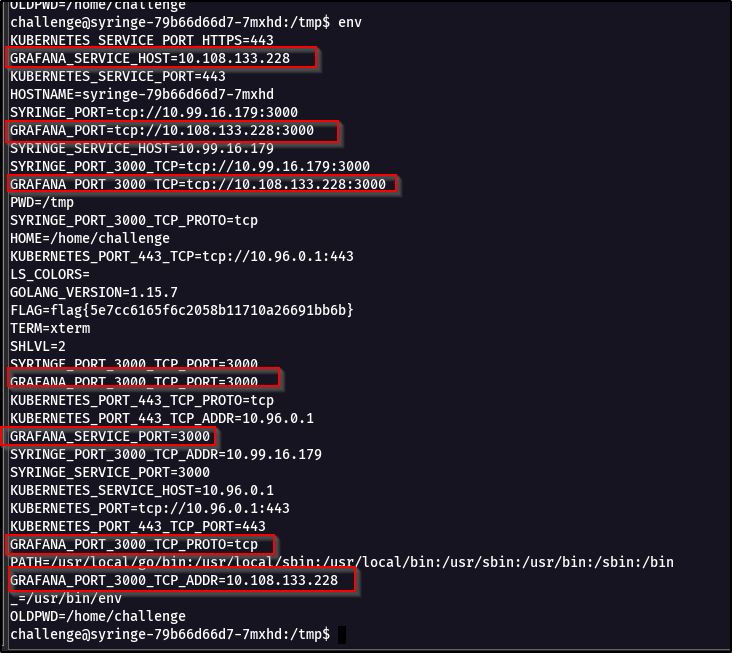 OLDPWD=/home/challenge
challenge@syringe-79b66d66d7-7mxhd:/tmp$ env
KUBERNETES_SERVICE_PORT_HTTPS=443
GRAFANA_SERVICE_HOST=10.108.133.228
KUBERNETES_SERVICE_PORT=443
HOSTNAME=syringe-79b66d66d7-7mxhd
SYRINGE_PORT=tcp://10.99.16.179:3000
GRAFANA_PORT=tcp://10.108.133.228:3000
SYRINGE_SERVICE_HOST=10.99.16.179
SYRINGE_PORT_3000_TCP=tcp://10.99.16.179:3000
GRAFANA_PORT_3000_TCP=tcp://10.108.133.228:3000
PWD=/tmp
SYRINGE_PORT_3000_TCP_PROTO=tcp
HOME=/home/challenge
KUBERNETES_PORT_443_TCP=tcp://10.96.0.1:443
LS_COLORS=
GOLANG_VERSION=1.15.7
FLAG=flag{5e7cc6165f6c2058b11710a26691bb6b}
TERM=xterm
SHLVL=2
SYRINGE_PORT_3000_TCP_PORT=3000
GRAFANA_PORT_3000_TCP_PORT=3000
KUBERNETES_PORT_443_TCP_PROTO=tcp
KUBERNETES_PORT_443_TCP_ADDR=10.96.0.1
GRAFANA_SERVICE_PORT=3000
SYRINGE_PORT_3000_TCP_ADDR=10.99.16.179
SYRINGE_SERVICE_PORT=3000
KUBERNETES_SERVICE_HOST=10.96.0.1
KUBERNETES_PORT=tcp://10.96.0.1:443
KUBERNETES_PORT_443_TCP_PORT=443
GRAFANA_PORT_3000_TCP_PROTO=tcp
PATH=/usr/local/go/bin:/usr/local/sbin:/usr/local/bin:/usr/sbin:/usr/bin:/sbin:/bin
GRAFANA_PORT_3000_TCP_ADDR=10.108.133.228
_=/usr/bin/env
OLDPWD=/home/challenge
challenge@syringe-79b66d66d7-7mxhd:/tmp$